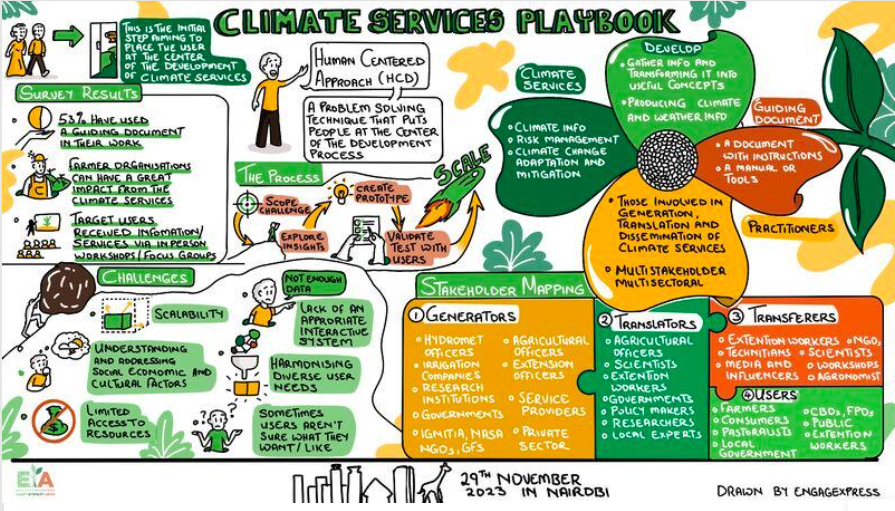 CLIMATE SERVICES PLAYBOOK
THIS IS THE INITIAL
STEP AIMING TO
PLACE THE USER
AT THE CENTER
OF THE DEVELOPMENT
OF CLIMATE SERVICES
SURVEY RESULTS
53% HAVE USED
A GUIDING DOCUMENT
IN THEIR WORK
FARMER ORGANISATIONS
CAN HAVE A GREAT
IMPACT FROM THE
CLIMATE SERVICES
TARGET USERS
RECEIVED INFOMATION/
SERVICES VIA IN PERSON
WORKSHOPS/FOCUS GROUPS
HUMAN CENTERED
APPROACH (HCD)
A PROBLEM SOLVING
TECHNIQUE THAT PUTS
PEOPLE AT THE CENTER
OF THE DEVELOPMENT
PROCESS
THE PROCESS
SCOPE
CHALLENGE
EXPLORE
INSIGHTS
CREATE
PROTOTYPE
VALIDATE
TEST WITH
USERS
SCALE
CLIMATE
SERVICES
• CLIMATE INFO
• RISK MANAGEMENT
• CLIMATE CHANGE
ADAPTATION AND
MITIGATION
DEVELOP
• GATHER INFO AND
TRANSFORMING IT INTO
USEFUL CONCEPTS
• PRODUCING CLIMATE
AND WEATHER INFO
GUIDING
DOCUMENT
• A DOCUMENT
WITH INSTRUCTIONS
• A MANUAL OR
TOOLS
PRACTITIONERS
• THOSE INVOLVED IN
GENERATION,
TRANSLATION AND
DISSEMINATION OF
CLIMATE SERVICES
• MULTISTAKEHOLDER
MULTISECTORAL
CHALLENGES
SCALABILITY
UNDERSTANDING
AND ADDRESSING
SOCIAL ECONOMIC AND
CULTURAL FACTORS
LIMITED
ACCESS TO
RESOURCES
NOT ENOUGH
DATA
LACK OF AN
APPROPRIATE
INTERACTIVE
SYSTEM
HARMONISING
DIVERSE USER
NEEDS
SOMETIMES
USERS AREN'T
SURE WHAT THEY
WANT/LIKE
STAKEHOLDER MAPPING
1 GENERATORS
• HYDROMET
OFFICERS
• IRRIGATION
COMPANIES
• RESEARCH
INSTITUTIONS
• GOVERNMENTS
• IGNITIA, NASA
NGOs, GFS
• AGRICULTURAL
OFFICERS
• EXTENSION
OFFICERS
• SERVICE
PROVIDERS
• PRIVATE
SECTOR
2 TRANSLATORS
• AGRICULTURAL
OFFICERS
• SCIENTISTS
• EXTENTION
WORKERS
• GOVERNMENTS
• POLICY MAKERS
• RESEARCHERS
• LOCAL EXPERTS
3 TRANSFERERS
• EXTENTION WORKERS • NGOs
• TECHNITIANS • SCIENTISTS
• MEDIA AND • WORKSHOPS
INFLUENCERS • AGRONOMIST
4 USERS
• FARMERS
• CONSUMERS
• PASTORALISTS
• LOCAL
GOVERNMENT
• CBOs, FPOs
• PUBLIC
• EXTENTION
WORKERS
EIA
29TH NOVEMBER
2023 IN NAIROBI
DRAWN BY ENGAGEXPRESS